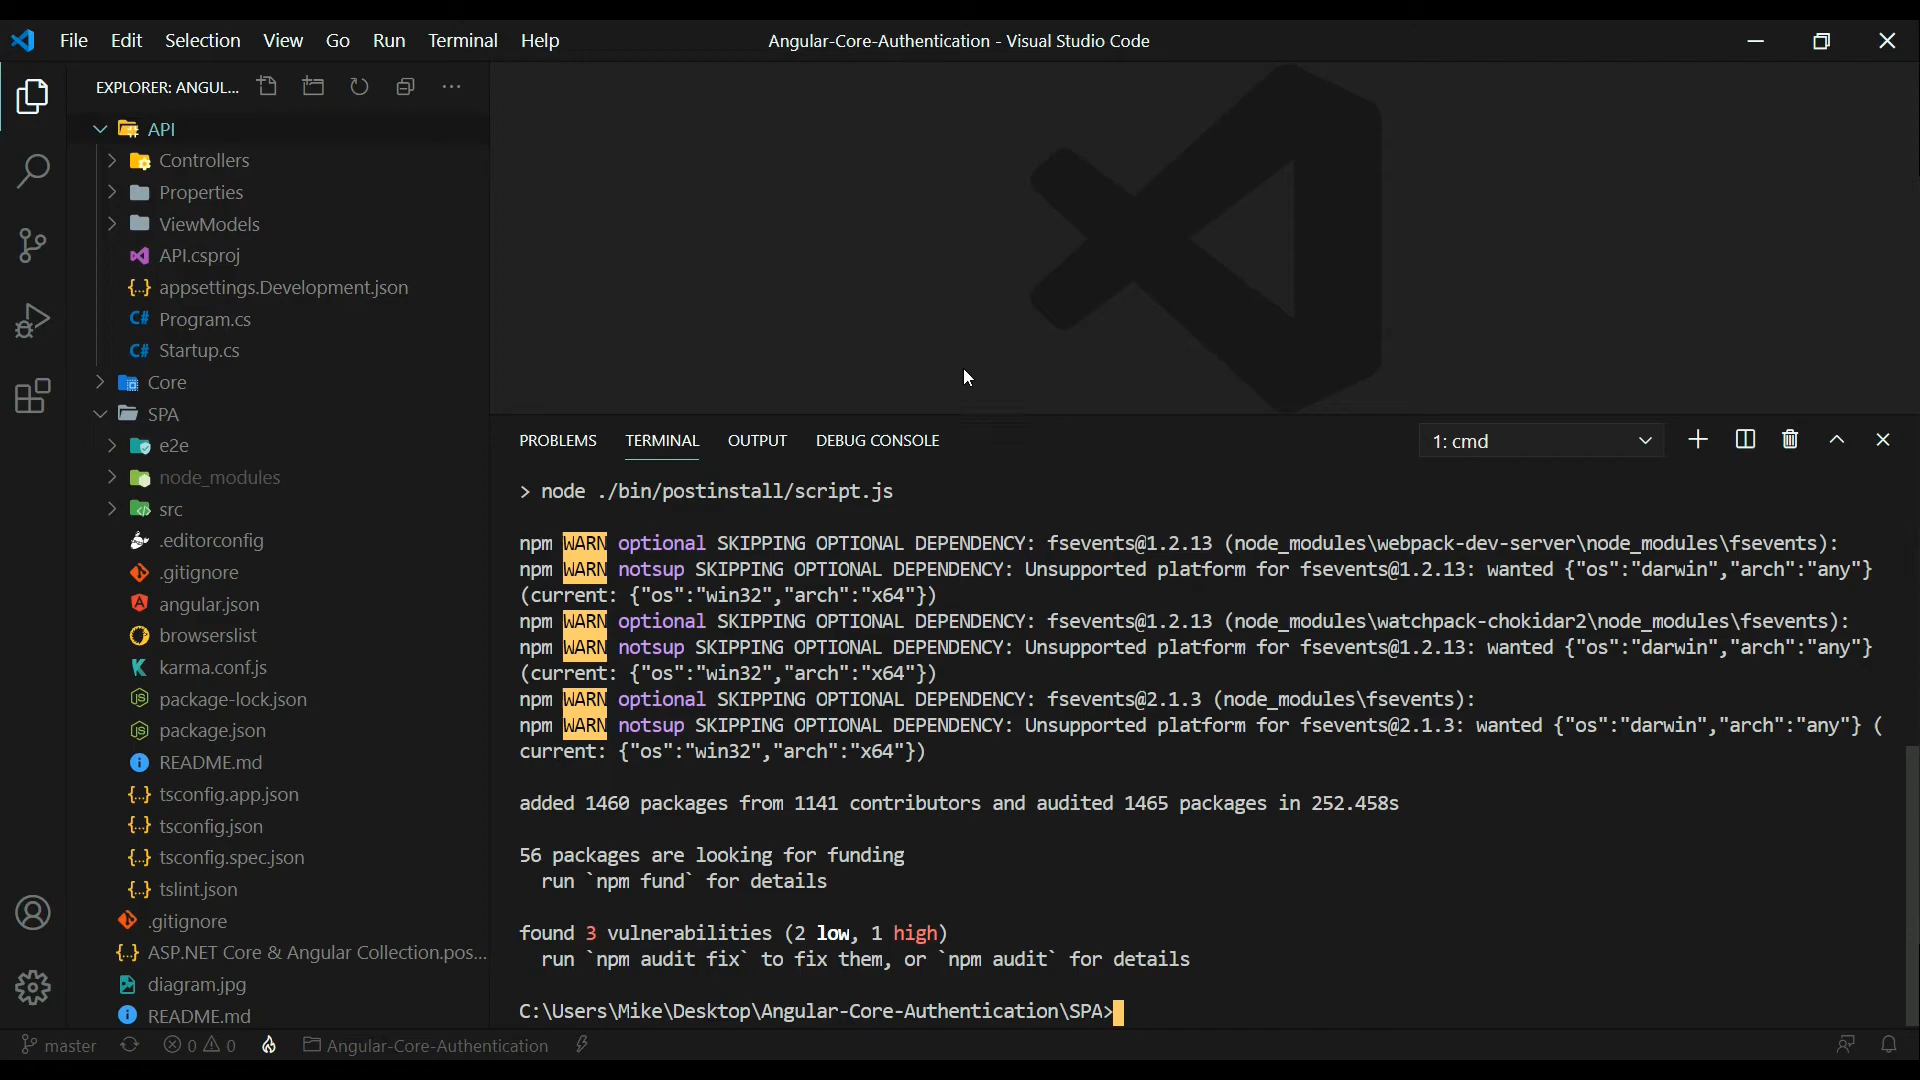 File Edit Selection View Go Run Terminal Help
Angular-Core-Authentication - Visual Studio Code
EXPLORER: ANGUL...
API
Controllers
Properties
ViewModels
API.csproj
{..} appsettings.Development.json
C# Program.cs
C# Startup.cs
Core
SPA
e2e
node_modules
src
.editorconfig
.gitignore
angular.json
browserslist
karma.conf.js
package-lock.json
package.json
README.md
{..} tsconfig.app.json
{..} tsconfig.json
{..} tsconfig.spec.json
{..} tslint.json
.gitignore
{..} ASP.NET Core & Angular Collection.pos...
diagram.jpg
README.md
PROBLEMS TERMINAL OUTPUT DEBUG CONSOLE
1: cmd
> node ./bin/postinstall/script.js
npm WARN optional SKIPPING OPTIONAL DEPENDENCY: fsevents@1.2.13 (node_modules\webpack-dev-server\node_modules\fsevents):
npm WARN notsup SKIPPING OPTIONAL DEPENDENCY: Unsupported platform for fsevents@1.2.13: wanted {"os":"darwin","arch":"any"}
(current: {"os":"win32","arch":"x64"})
npm WARN optional SKIPPING OPTIONAL DEPENDENCY: fsevents@1.2.13 (node_modules\watchpack-chokidar2\node_modules\fsevents):
npm WARN notsup SKIPPING OPTIONAL DEPENDENCY: Unsupported platform for fsevents@1.2.13: wanted {"os":"darwin","arch":"any"}
(current: {"os":"win32","arch":"x64"})
npm WARN optional SKIPPING OPTIONAL DEPENDENCY: fsevents@2.1.3 (node_modules\fsevents):
npm WARN notsup SKIPPING OPTIONAL DEPENDENCY: Unsupported platform for fsevents@2.1.3: wanted {"os":"darwin","arch":"any"} (
current: {"os":"win32","arch":"x64"})
added 1460 packages from 1141 contributors and audited 1465 packages in 252.458s
56 packages are looking for funding
run `npm fund` for details
found 3 vulnerabilities (2 low, 1 high)
run `npm audit fix` to fix them, or `npm audit` for details
C:\Users\Mike\Desktop\Angular-Core-Authentication\SPA>
master 0 0 Angular-Core-Authentication